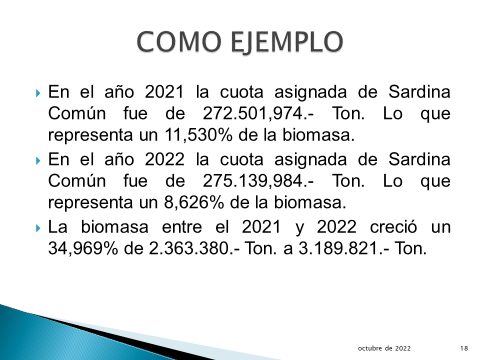 COMO EJEMPLO
En el año 2021 la cuota asignada de Sardina
Común fue de 272.501,974.- Ton. Lo que
representa un 11,530% de la biomasa.
En el año 2022 la cuota asignada de Sardina
Común fue de 275.139,984.- Ton. Lo que
representa un 8,626% de la biomasa.
La biomasa entre el 2021 y 2022 creció un
34,969% de 2.363.380.- Ton. a 3.189.821.- Ton.
octubre de 2022 18